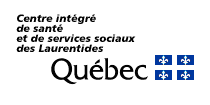 Centre intégré
de santé
et de services sociaux
des Laurentides
Québec